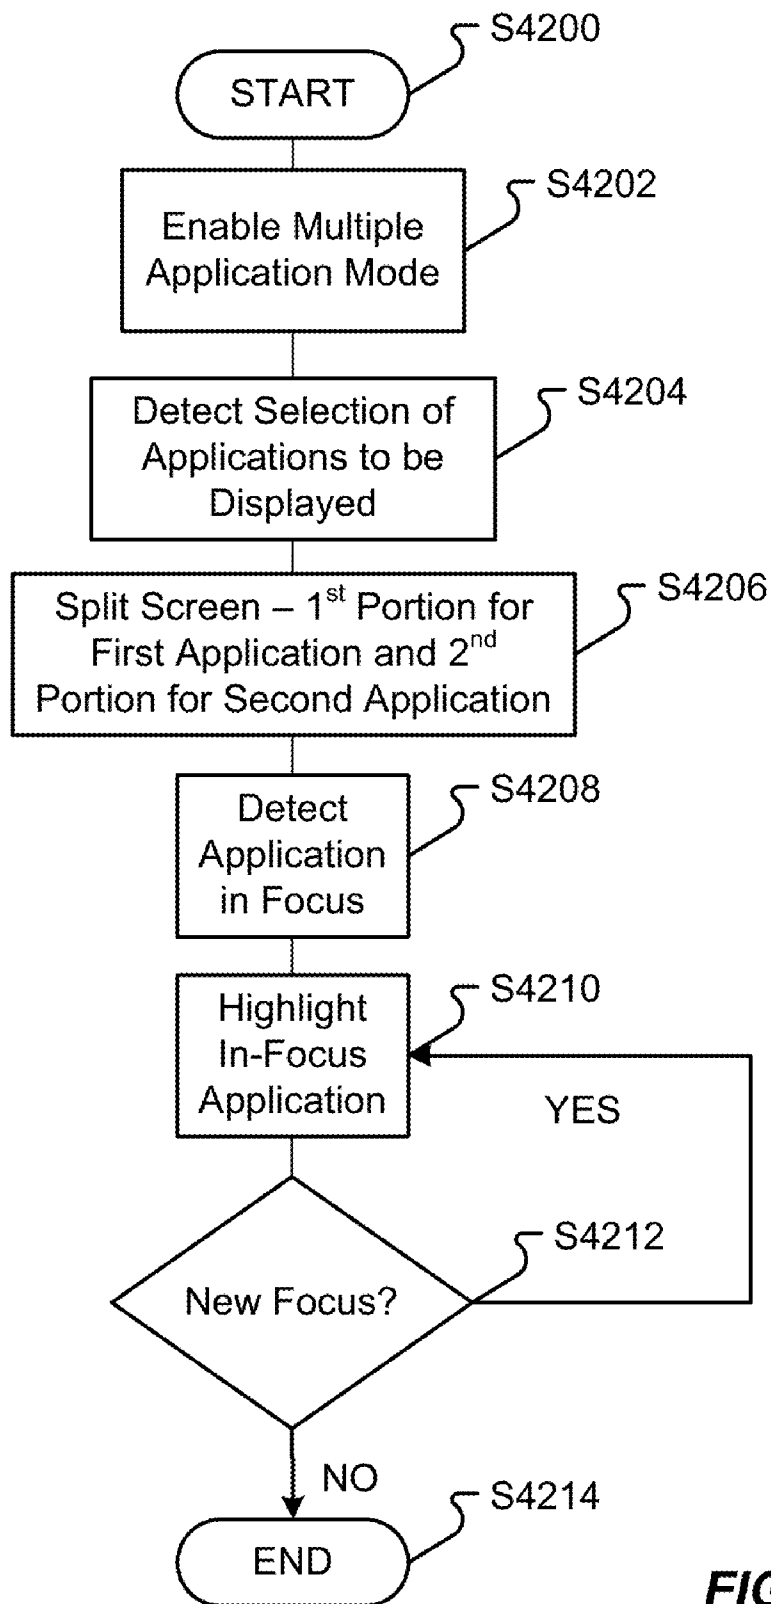 START
S4200
Enable Multiple
Application Mode
S4202
Detect Selection of
Applications to be
Displayed
S4204
Split Screen – 1st Portion for
First Application and 2nd
Portion for Second Application
S4206
Detect
Application
in Focus
S4208
Highlight
In-Focus
Application
S4210
YES
New Focus?
S4212
NO
END
S4214
FIG